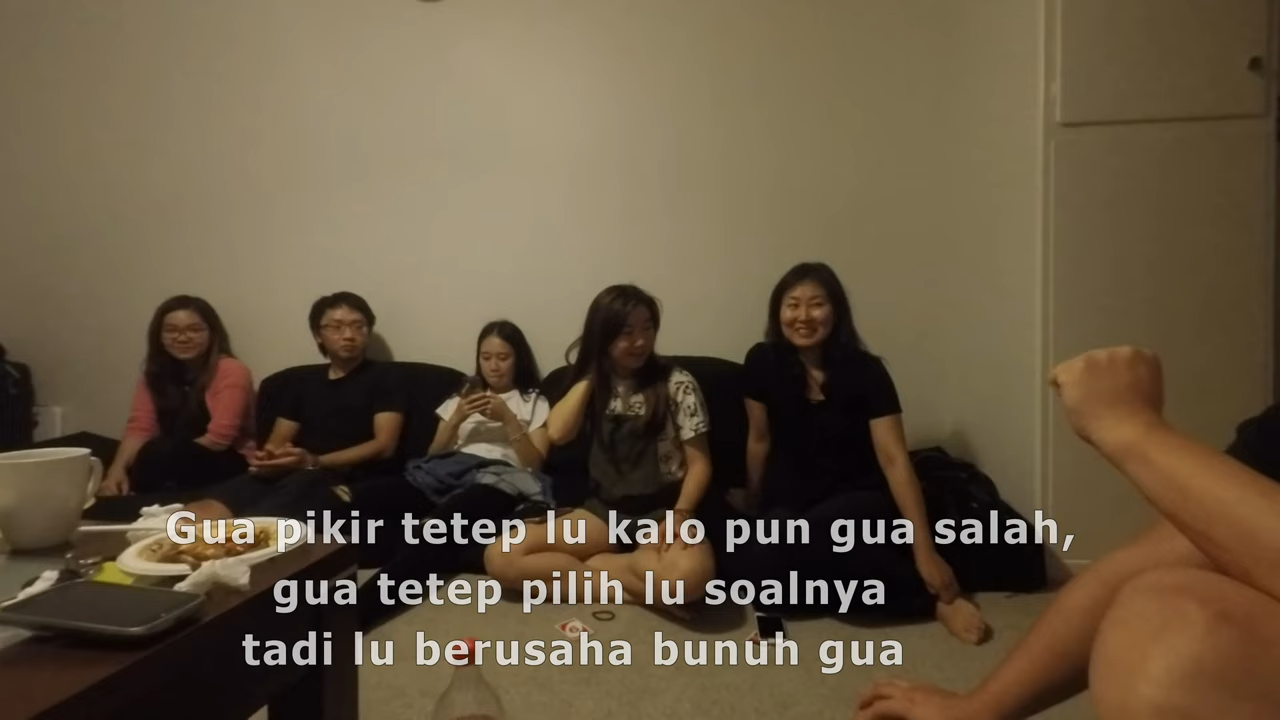 Gua pikir tetep lu kalo pun gua salah,
gua tetep pilih lu soalnya
tadi lu berusaha bunuh gua